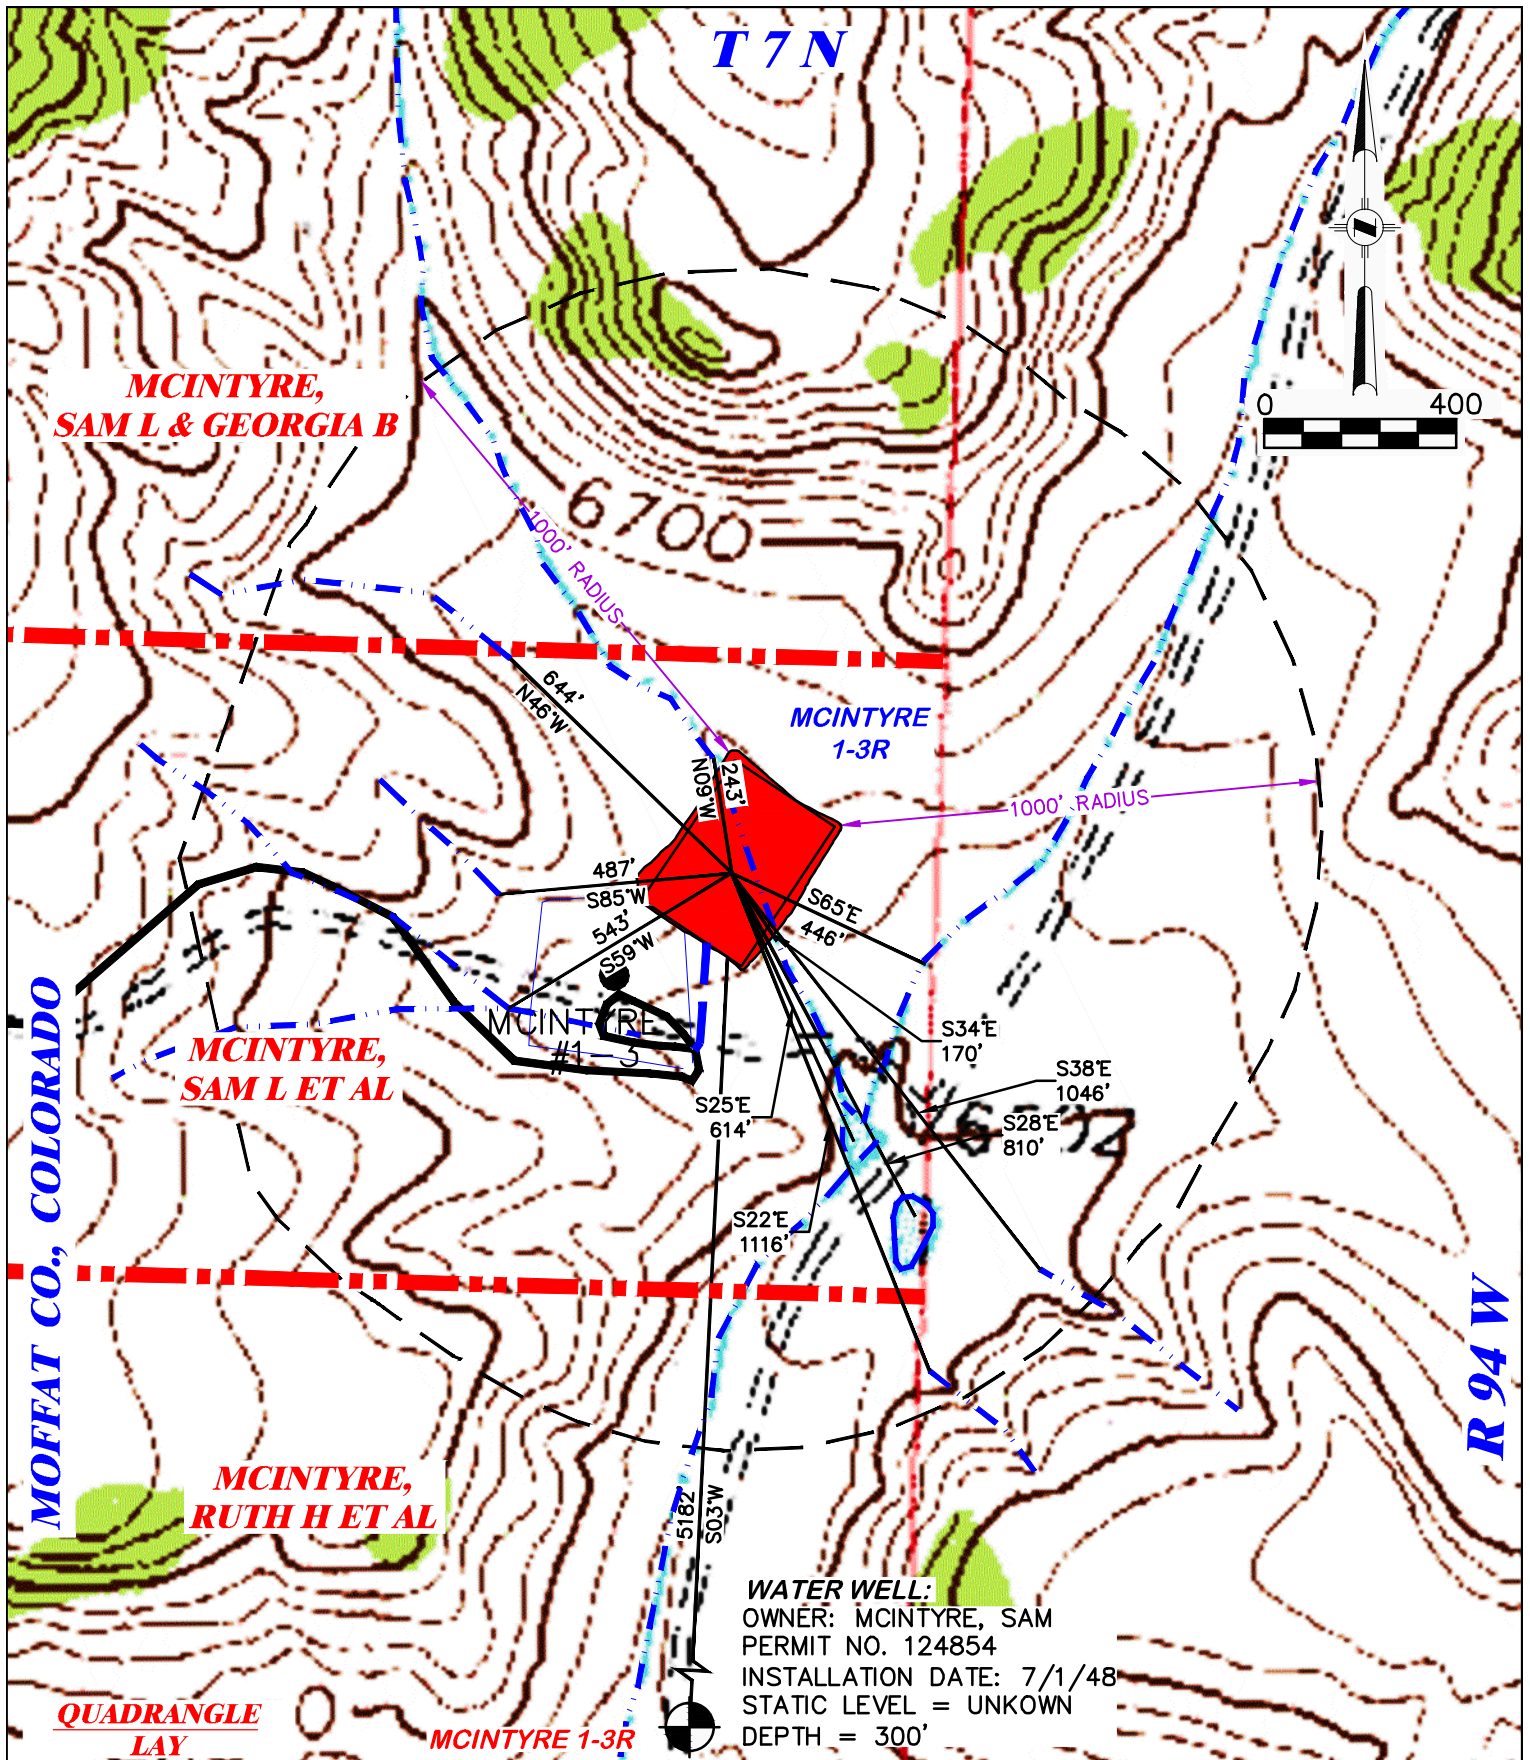 T 7 N
0 400
MCINTYRE,
SAM L & GEORGIA B
6700
1000' RADIUS
644'
N46°W
MCINTYRE
1-3R
243'
N09°W
1000' RADIUS
487'
S85°W
543'
S59°W
S65°E
446'
MCINTYRE
#1-3
S34°E
170'
MCINTYRE,
SAM L ET AL
S38°E
1046'
S25°E
614'
S28°E
810'
S22°E
1116'
MOFFAT CO., COLORADO
R 94 W
MCINTYRE,
RUTH H ET AL
5182'
S03°W
WATER WELL:
OWNER: MCINTYRE, SAM
PERMIT NO. 124854
INSTALLATION DATE: 7/1/48
STATIC LEVEL = UNKOWN
DEPTH = 300'
QUADRANGLE
LAY
MCINTYRE 1-3R